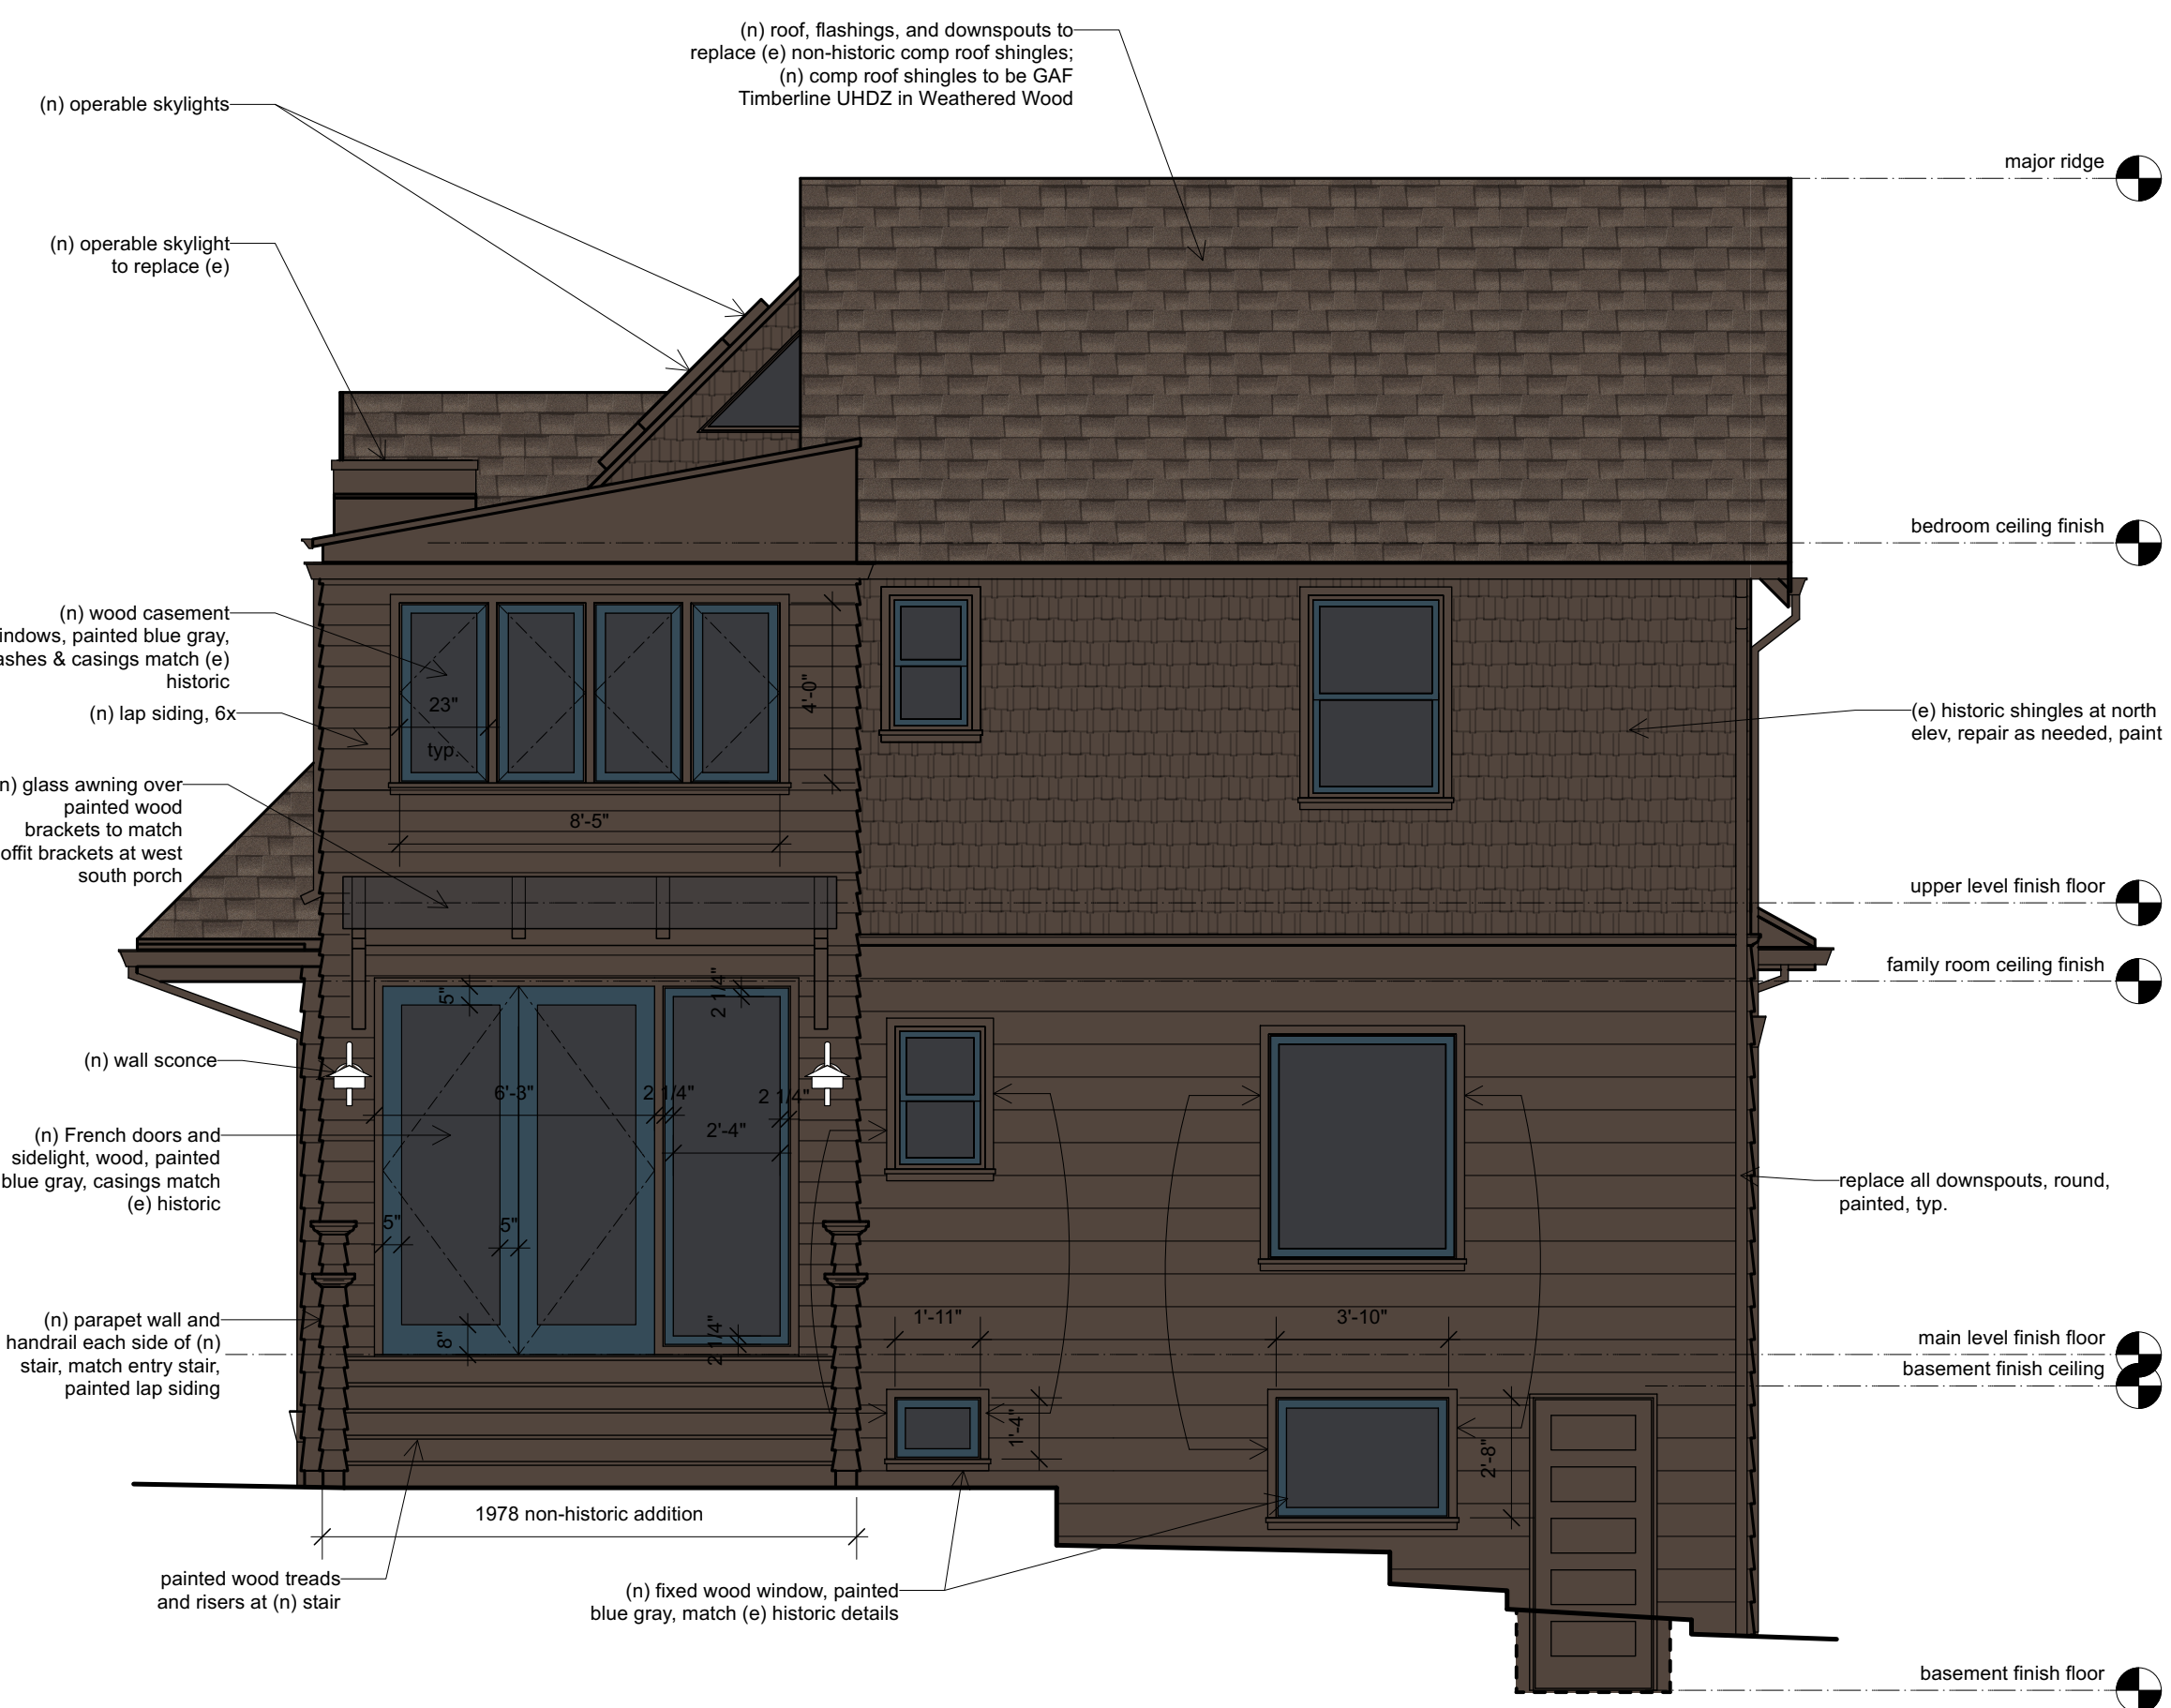 (n) roof, flashings, and downspouts to
replace (e) non-historic comp roof shingles;
(n) comp roof shingles to be GAF
Timberline UHDZ in Weathered Wood
(n) operable skylights
major ridge
(n) operable skylight
to replace (e)
bedroom ceiling finish
(n) wood casement
indows, painted blue gray,
ashes & casings match (e)
historic
(n) lap siding, 6x
23"
typ.
4'-0"
8'-5"
(e) historic shingles at north
elev, repair as needed, paint
n) glass awning over
painted wood
brackets to match
offit brackets at west
south porch
upper level finish floor
family room ceiling finish
5"
2 1/4"
(n) wall sconce
6'-3"
2 1/4"
2 1/4"
2'-4"
(n) French doors and
sidelight, wood, painted
blue gray, casings match
(e) historic
5"
5"
replace all downspouts, round,
painted, typ.
(n) parapet wall and
handrail each side of (n)
stair, match entry stair,
painted lap siding
8"
2 1/4"
1'-11"
3'-10"
main level finish floor
basement finish ceiling
1'-4"
2'-8"
1978 non-historic addition
painted wood treads
and risers at (n) stair
(n) fixed wood window, painted
blue gray, match (e) historic details
basement finish floor